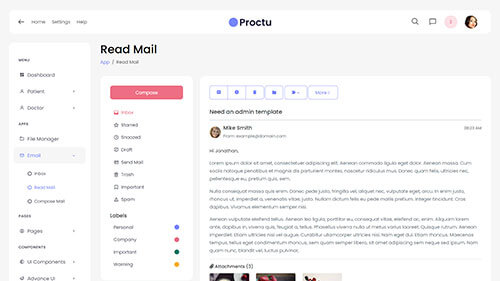 Home Settings Help
Proctu
Read Mail
App / Read Mail
MENU
Dashboard
Patient
Doctor
APPS
File Manager
Email
Inbox
Read Mail
Compose Mail
PAGES
Pages
COMPONENTS
UI Components
Advance UI
Compose
Inbox
Starred
Snoozed
Draft
Send Mail
Trash
Important
Spam
Labels
Personal
Company
Important
Warning
More
Need an admin template
Mike Smith
From: example@domain.com
08:23 AM
Hi Jonathan,
Lorem ipsum dolor sit amet, consectetuer adipiscing elit. Aenean commodo ligula eget dolor. Aenean massa. Cum
sociis natoque penatibus et magnis dis parturient montes, nascetur ridiculus mus. Donec quam felis, ultricies nec,
pellentesque eu, pretium quis, sem.
Nulla consequat massa quis enim. Donec pede justo, fringilla vel, aliquet nec, vulputate eget, arcu. In enim justo,
rhoncus ut, imperdiet a, venenatis vitae, justo. Nullam dictum felis eu pede mollis pretium. Integer tincidunt. Cras
dapibus. Vivamus elementum semper nisi.
Aenean vulputate eleifend tellus. Aenean leo ligula, porttitor eu, consequat vitae, eleifend ac, enim. Aliquam lorem
ante, dapibus in, viverra quis, feugiat a, tellus. Phasellus viverra nulla ut metus varius laoreet. Quisque rutrum. Aenean
imperdiet. Etiam ultricies nisi vel augue. Curabitur ullamcorper ultricies nisi. Nam eget dui. Etiam rhoncus. Maecenas
tempus, tellus eget condimentum rhoncus, sem quam semper libero, sit amet adipiscing sem neque sed ipsum. Nam
quam nunc, blandit vel, luctus pulvinar,
Attachments (3)